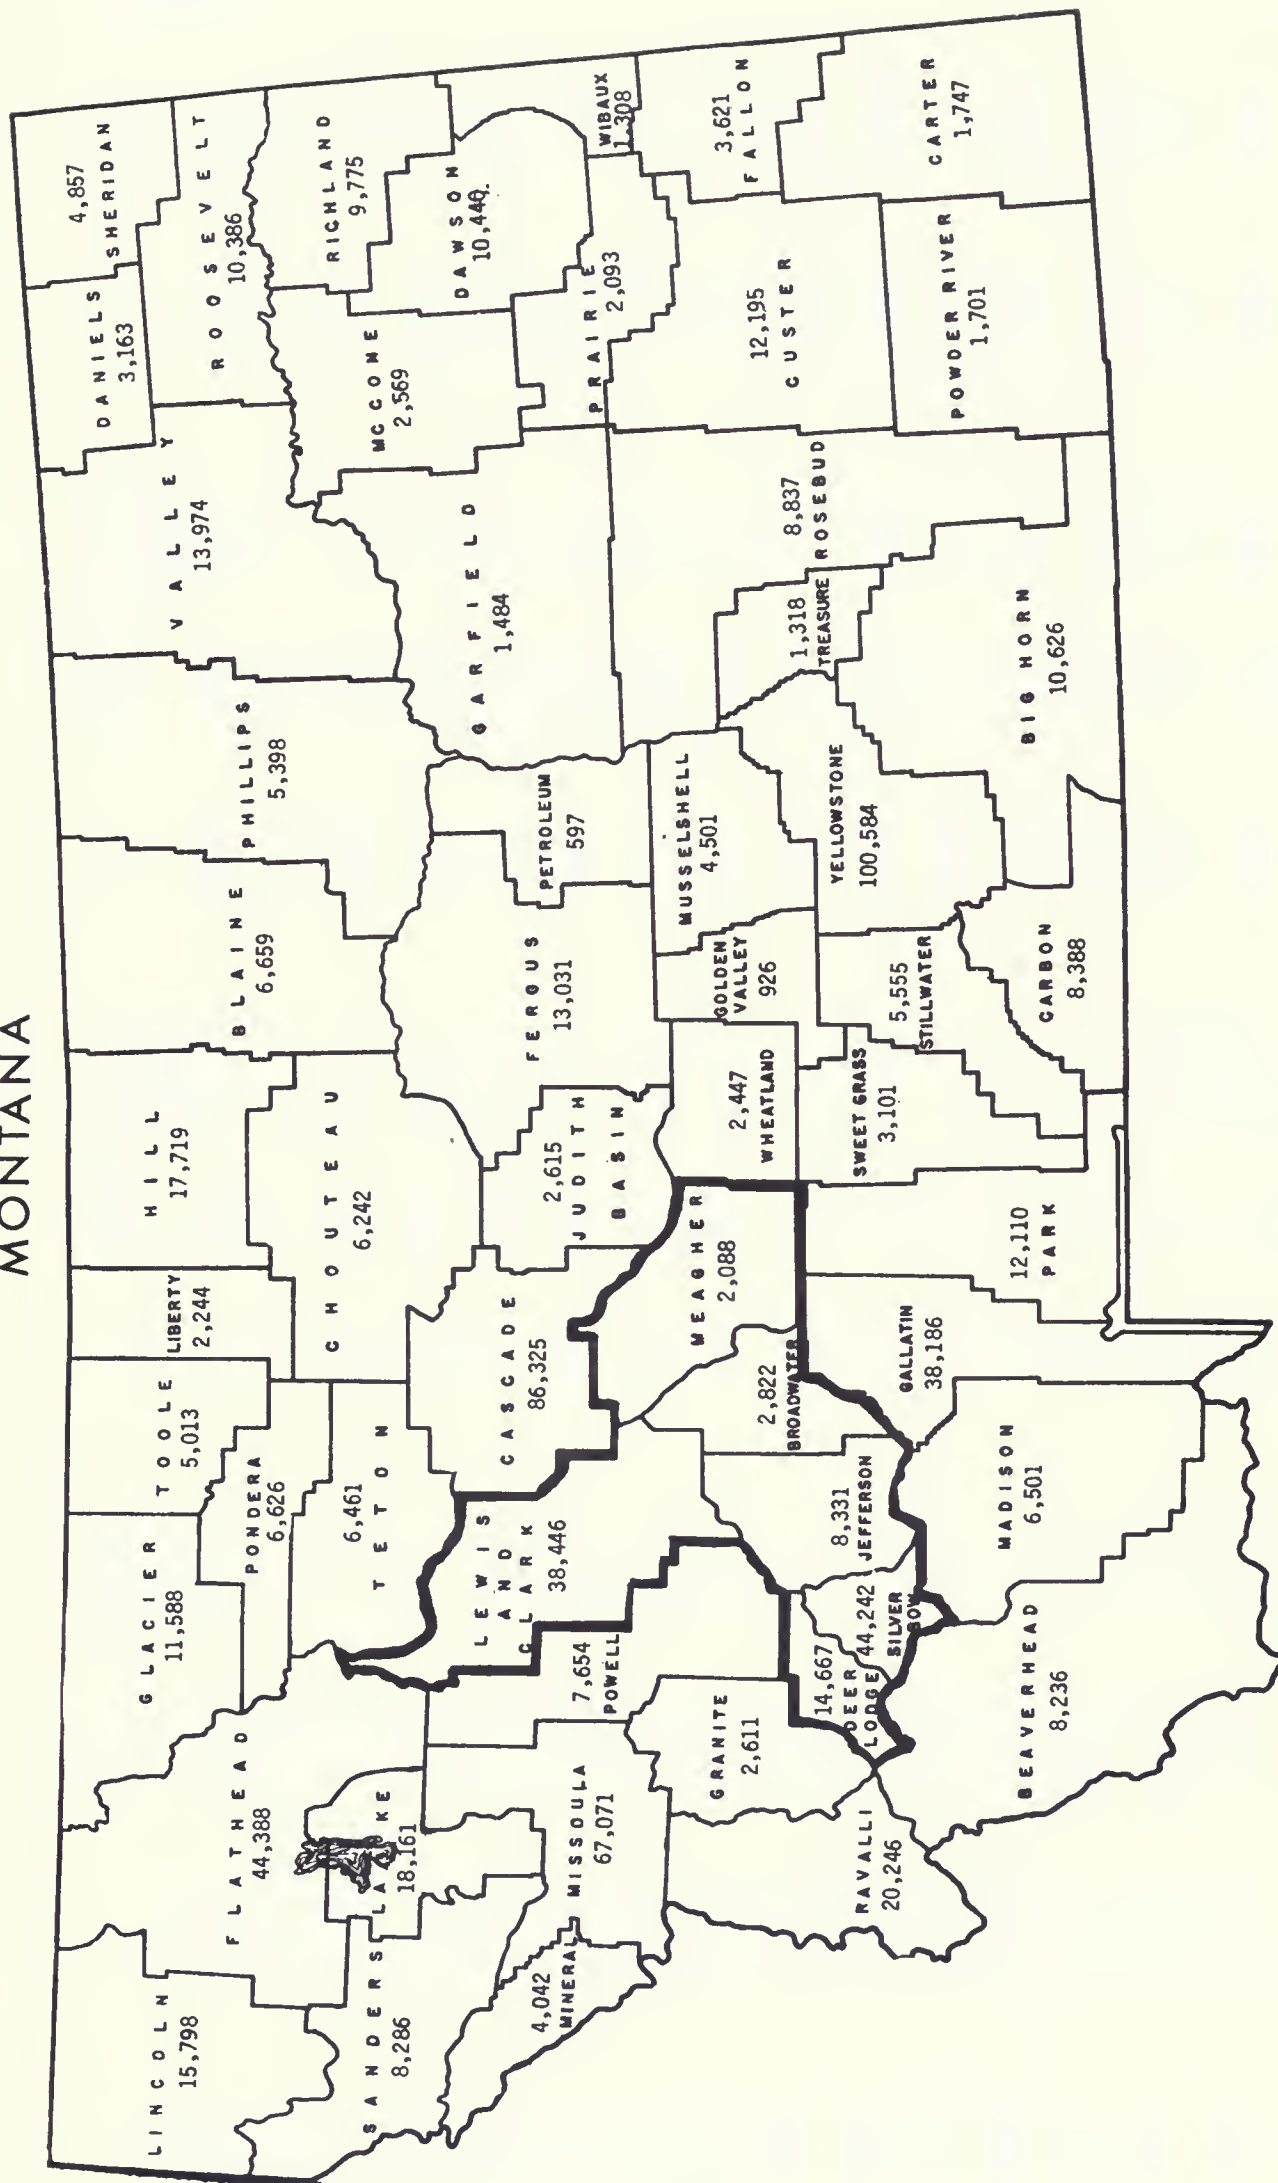 MONTANA
LINCOLN
15,798
FLATHEAD
44,388
GLACIER
11,588
TOOLE
5,013
LIBERTY
2,244
HILL
17,719
BLAINE
6,659
PHILLIPS
5,398
VALLEY
13,974
DANIELS
3,163
4,857
SHERIDAN
ROOSEVELT
10,386
PONDERA
6,626
SANDERS
8,286
LAKE
18,161
6,461
TETON
CHOUTEAU
6,242
MCCONE
2,569
RICHLAND
9,775
DAWSON
10,440
4,042
MINERAL
MISSOULA
67,071
7,654
POWELL
LEWIS
AND
CLARK
38,446
CASCADE
86,325
2,615
JUDITH
BASIN
FERGUS
13,031
PETROLEUM
597
GARFIELD
1,484
PRAIRIE
2,093
WIBAUX
1,308
GRANITE
2,611
MEAGHER
2,088
2,447
WHEATLAND
GOLDEN
VALLEY
926
MUSSELSHELL
4,501
1,318
TREASURE
8,837
ROSEBUD
12,195
CUSTER
3,621
FALLON
RAVALLI
20,246
14,667
DEER
LODGE
44,242
SILVER
BOW
8,331
JEFFERSON
2,822
BROADWATER
GALLATIN
38,186
12,110
PARK
SWEET GRASS
3,101
5,555
STILLWATER
YELLOWSTONE
100,584
BEAVERHEAD
8,236
MADISON
6,501
CARBON
8,388
BIG HORN
10,626
POWDER RIVER
1,701
CARTER
1,747